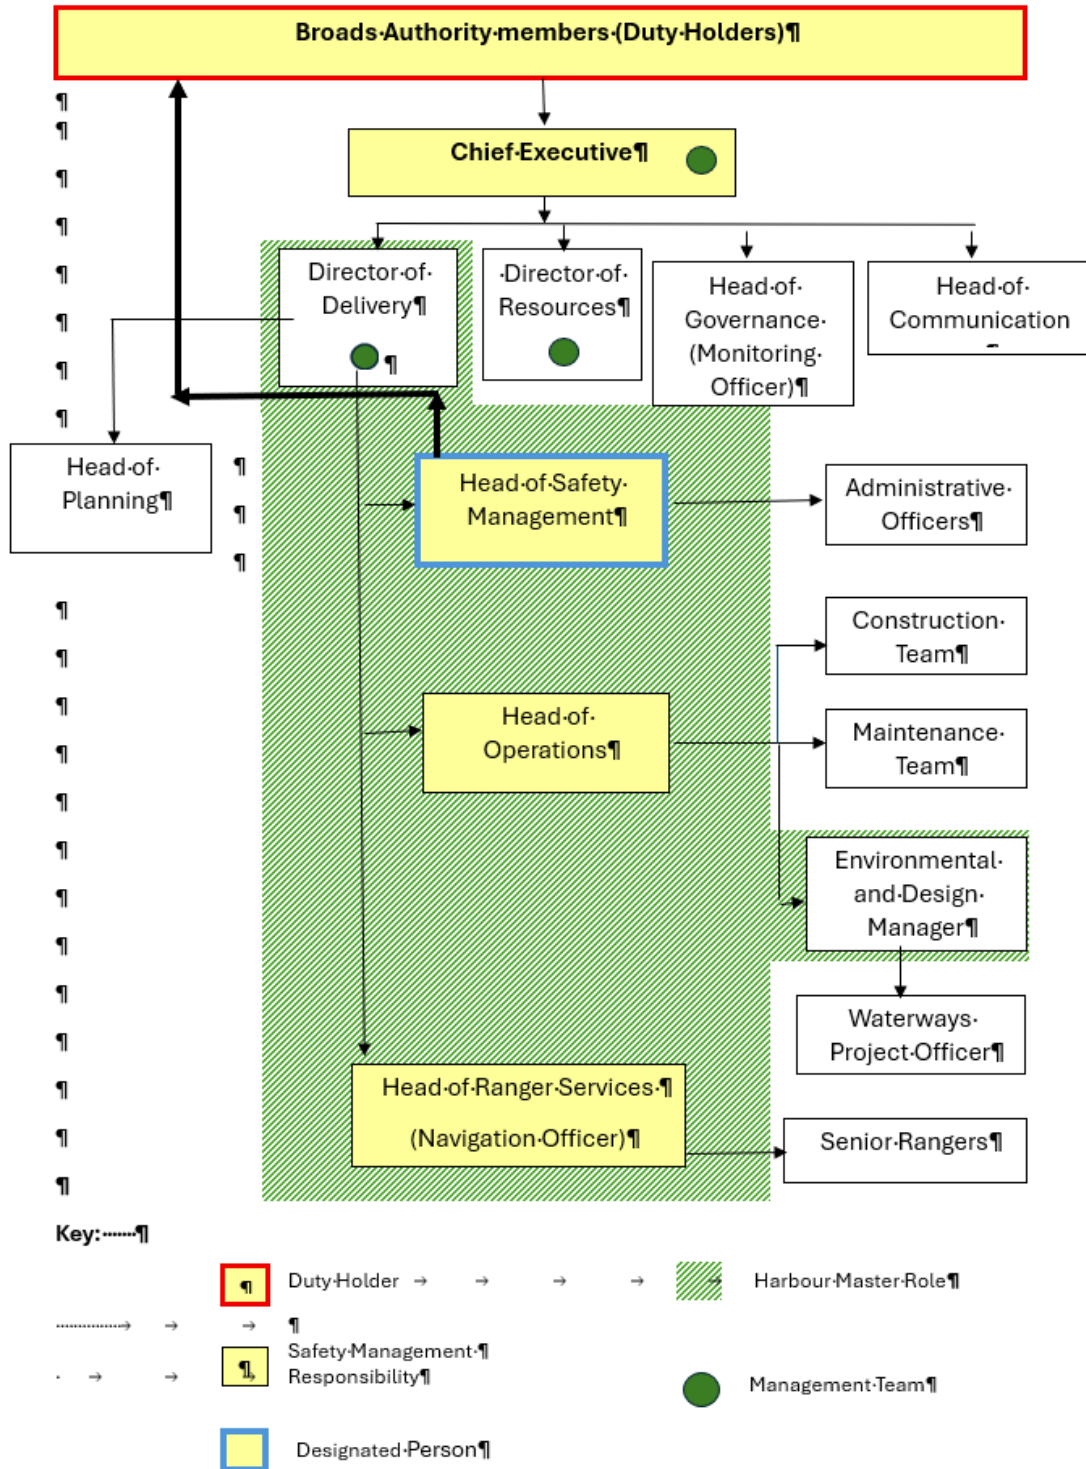 Broads Authority members (Duty Holders)¶
¶
¶
Chief Executive¶
¶
¶
Director of
Delivery¶
¶
Director of
Resources¶
Head of
Governance
(Monitoring
Officer)¶
Head of
Communication
¶
¶
¶
¶
Head of
Planning¶
¶
¶
¶
Head of Safety
Management¶
Administrative
Officers¶
¶
¶
Construction
Team¶
¶
Head of
Operations¶
Maintenance
Team¶
¶
¶
¶
Environmental
and Design
Manager¶
¶
¶
¶
Waterways
Project Officer¶
¶
¶
Head of Ranger Services ¶
(Navigation Officer)¶
Senior Rangers¶
¶
¶
Key: ¶
¶ Duty Holder → → → → → Harbour Master Role¶
→ → → ¶
¶ Safety Management ¶
→ → → Responsibility¶
Management Team¶
Designated Person¶